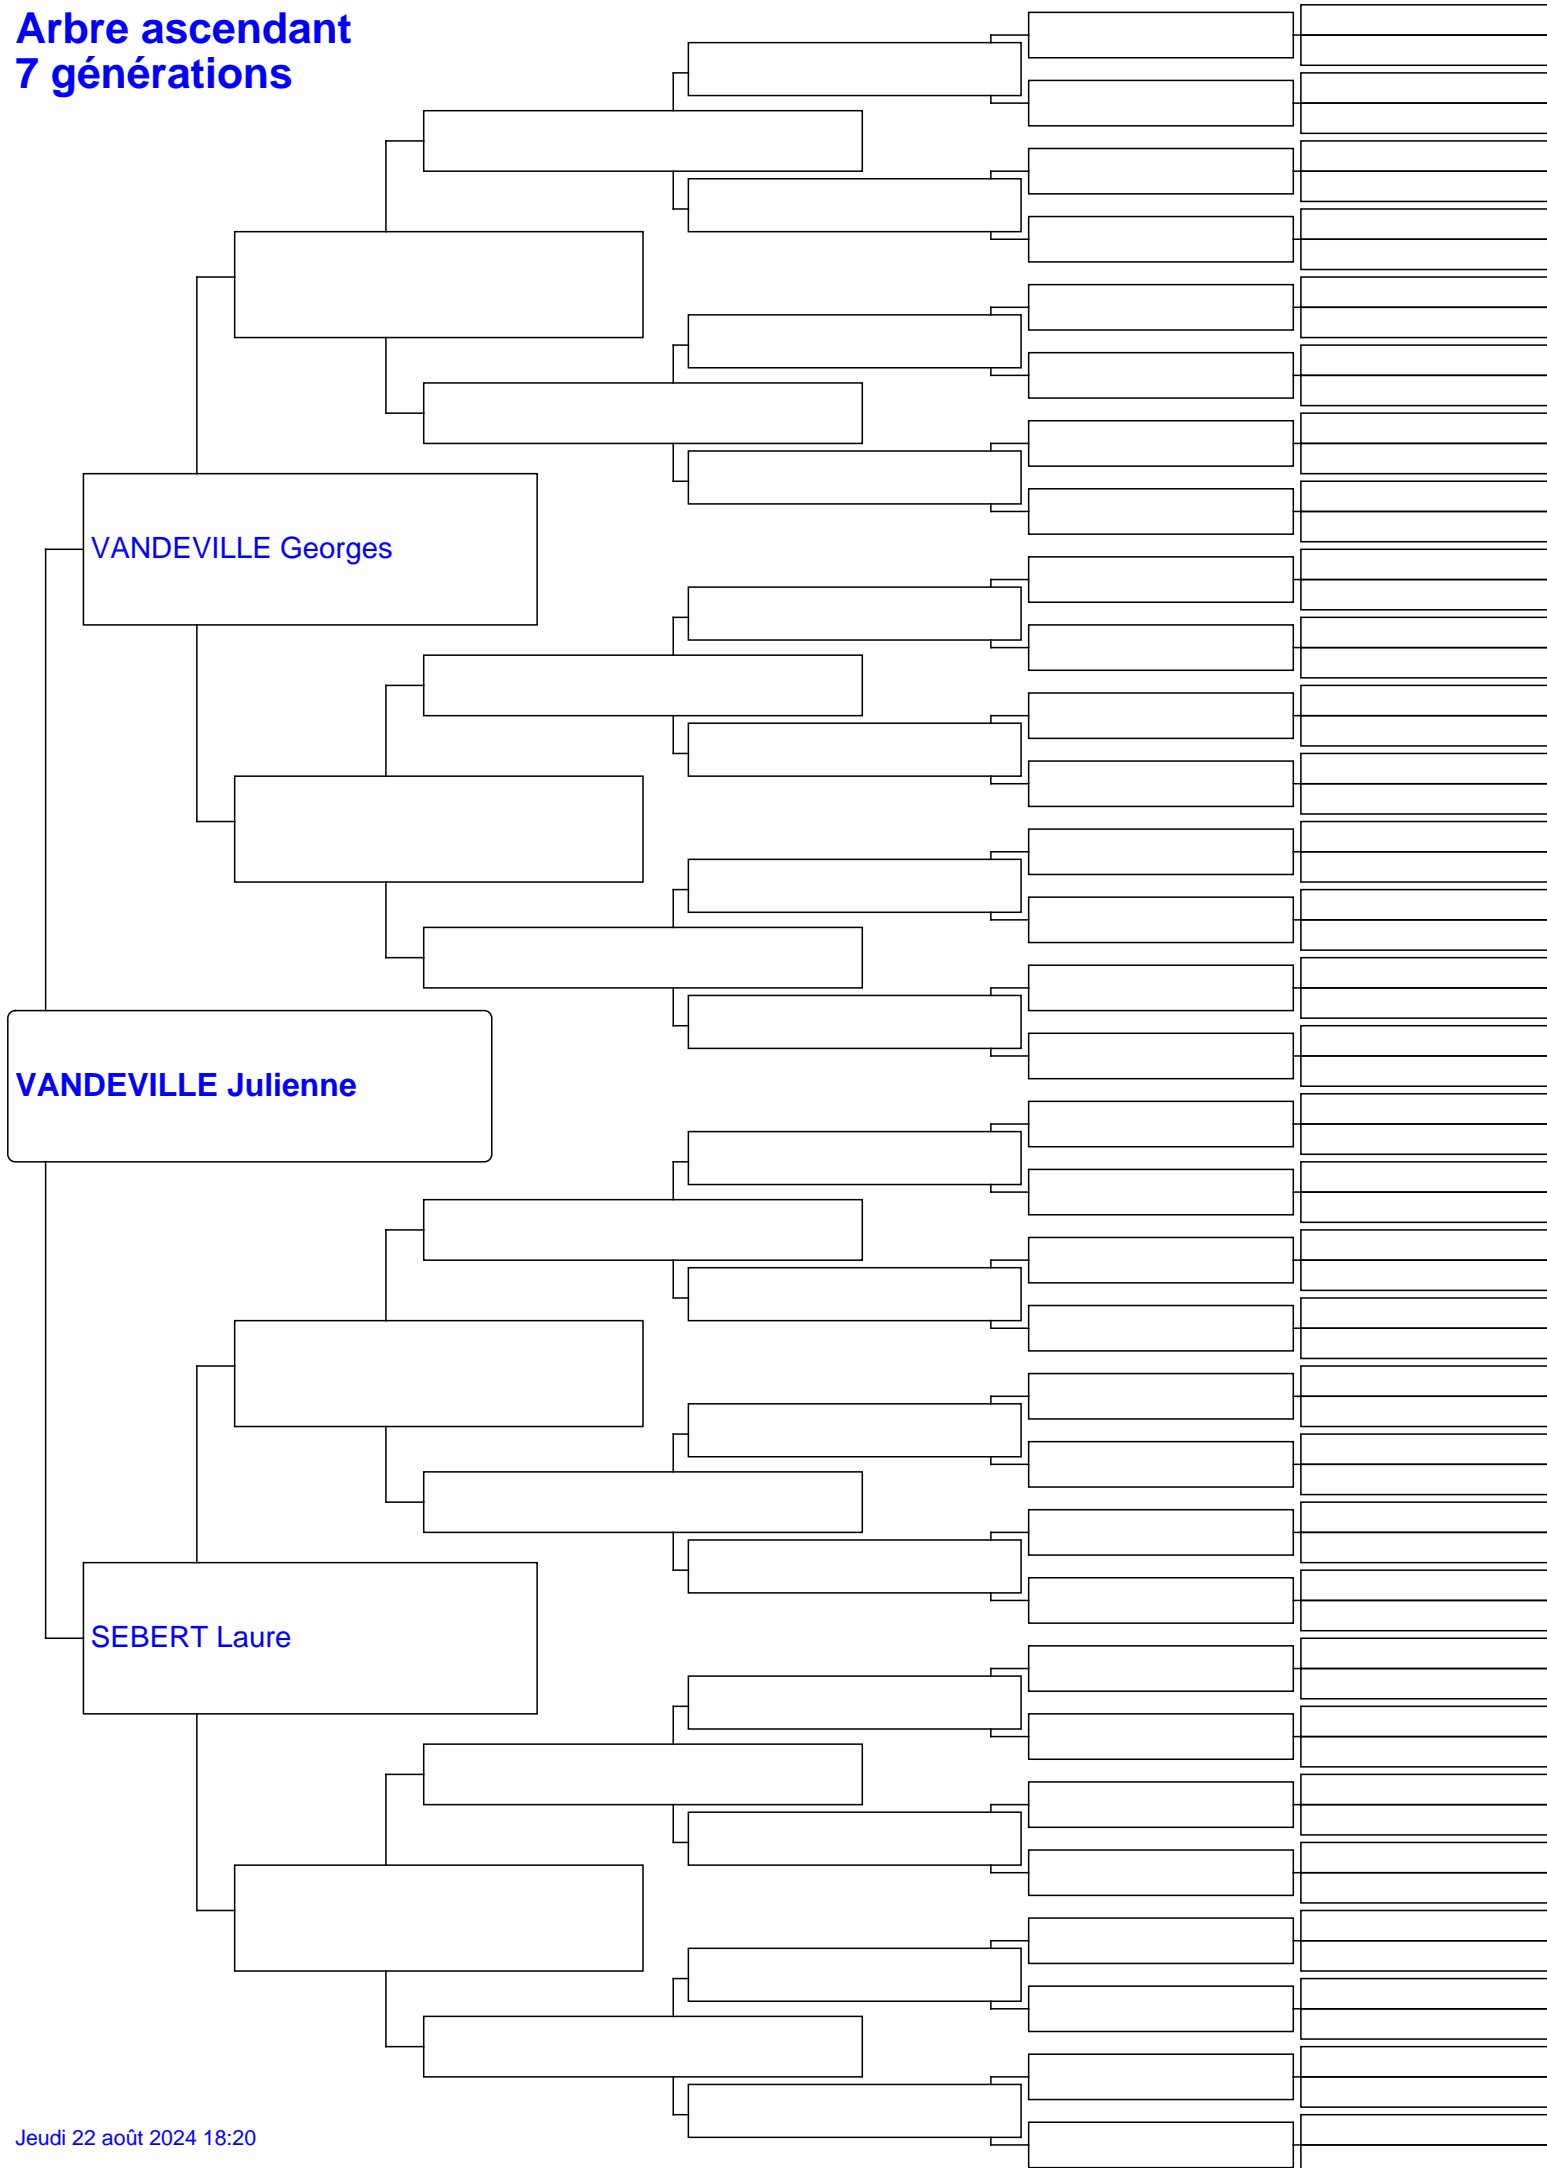 Arbre ascendant
7 générations
VANDEVILLE Georges
VANDEVILLE Julienne
SEBERT Laure
Jeudi 22 août 2024 18:20